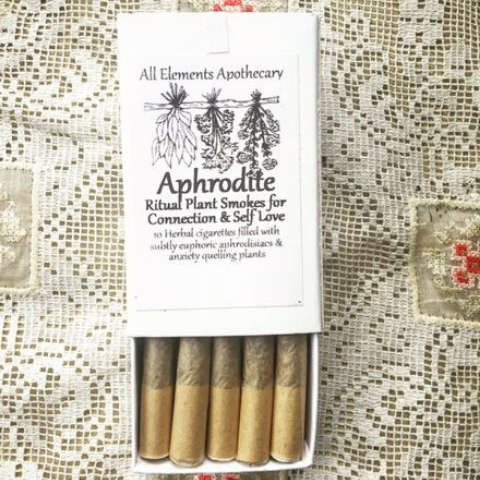 All Elements Apothecary
Aphrodite
Ritual Plant Smokes for
Connection & Self Love
10 Herbal cigarettes filled with
subtly euphoric aphrodisiacs &
anxiety quelling plants